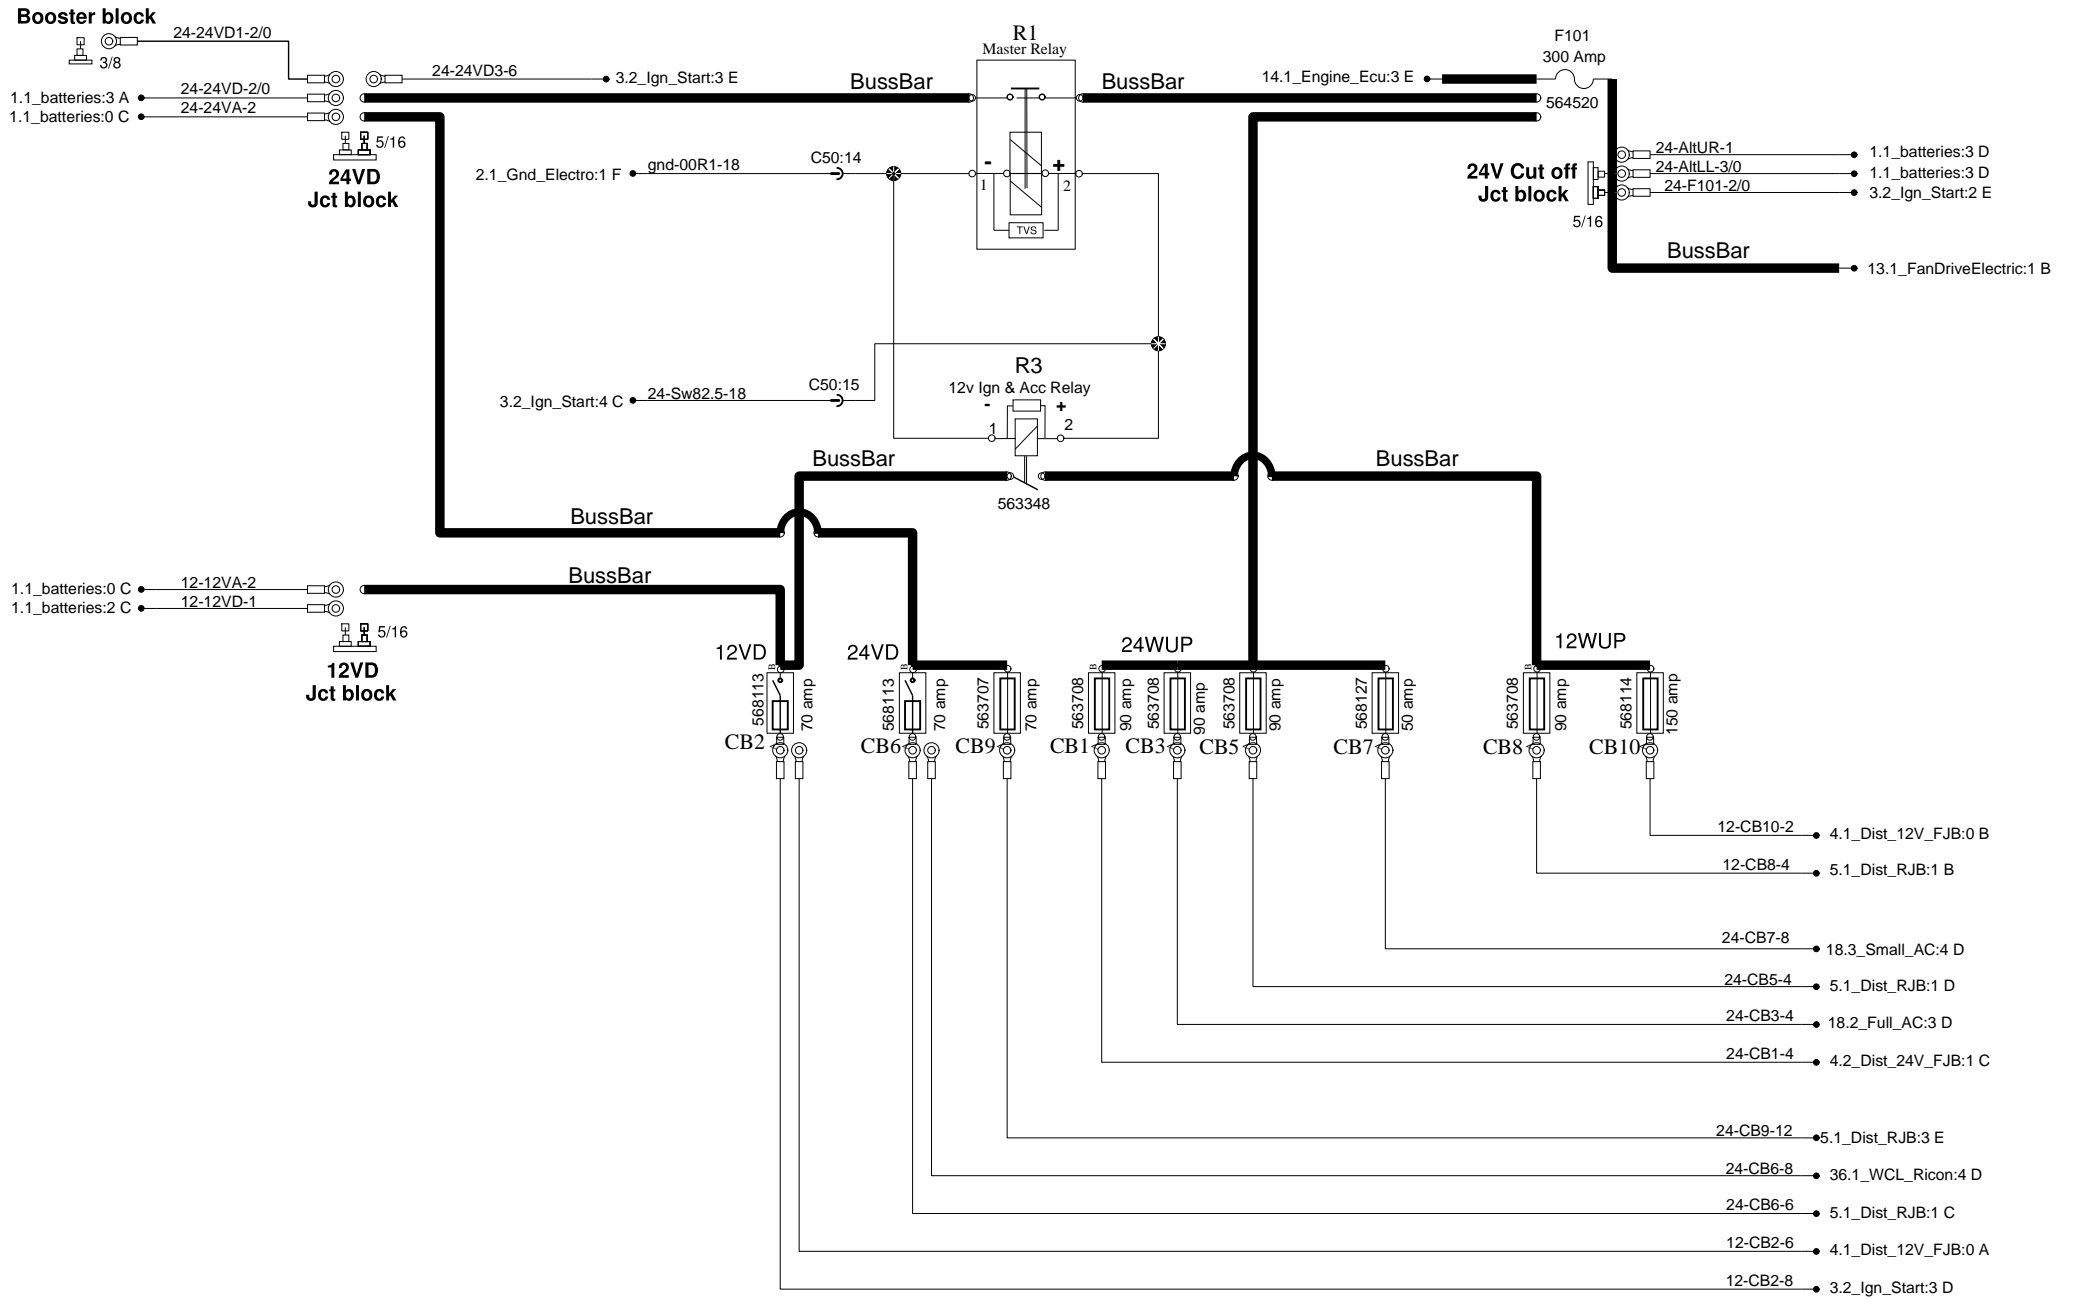 Booster block
24-24VD1-2/0
3/8
24-24VD3-6
3.2_Ign_Start:3 E
1.1_batteries:3 A
24-24VD-2/0
1.1_batteries:0 C
24-24VA-2
5/16
24VD
Jct block
BussBar
R1
Master Relay
BussBar
14.1_Engine_Ecu:3 E
F101
300 Amp
564520
2.1_Gnd_Electro:1 F
gnd-00R1-18
C50:14
-
+
1
2
TVS
24V Cut off
Jct block
5/16
24-AltUR-1
1.1_batteries:3 D
24-AltLL-3/0
1.1_batteries:3 D
24-F101-2/0
3.2_Ign_Start:2 E
BussBar
13.1_FanDriveElectric:1 B
3.2_Ign_Start:4 C
24-Sw82.5-18
C50:15
R3
12v Ign & Acc Relay
-
+
1
2
563348
BussBar
BussBar
BussBar
1.1_batteries:0 C
12-12VA-2
1.1_batteries:2 C
12-12VD-1
BussBar
5/16
12VD
Jct block
12VD
24VD
24WUP
12WUP
B
568113
70 amp
CB2
B
568113
70 amp
CB6
563707
70 amp
CB9
B
563708
90 amp
CB1
563708
90 amp
CB3
563708
90 amp
CB5
568127
50 amp
CB7
B
563708
90 amp
CB8
568114
150 amp
CB10
12-CB10-2
4.1_Dist_12V_FJB:0 B
12-CB8-4
5.1_Dist_RJB:1 B
24-CB7-8
18.3_Small_AC:4 D
24-CB5-4
5.1_Dist_RJB:1 D
24-CB3-4
18.2_Full_AC:3 D
24-CB1-4
4.2_Dist_24V_FJB:1 C
24-CB9-12
5.1_Dist_RJB:3 E
24-CB6-8
36.1_WCL_Ricon:4 D
24-CB6-6
5.1_Dist_RJB:1 C
12-CB2-6
4.1_Dist_12V_FJB:0 A
12-CB2-8
3.2_Ign_Start:3 D